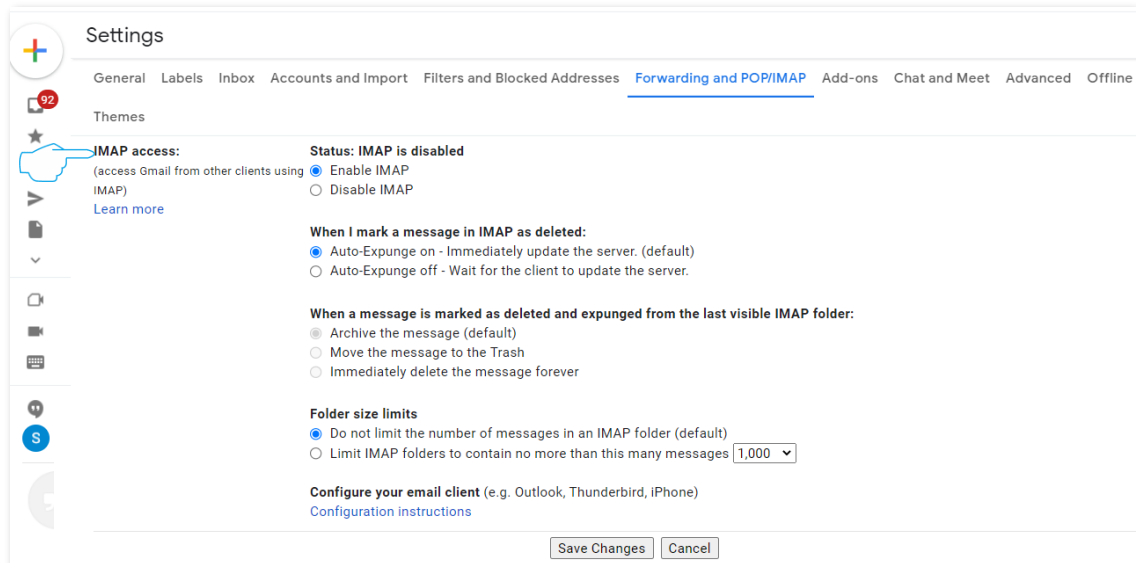 Settings
General Labels Inbox Accounts and Import Filters and Blocked Addresses Forwarding and POP/IMAP Add-ons Chat and Meet Advanced Offline
92
Themes
IMAP access:
(access Gmail from other clients using
IMAP)
Learn more
Status: IMAP is disabled
Enable IMAP
Disable IMAP
When I mark a message in IMAP as deleted:
Auto-Expunge on - Immediately update the server. (default)
Auto-Expunge off - Wait for the client to update the server.
When a message is marked as deleted and expunged from the last visible IMAP folder:
Archive the message (default)
Move the message to the Trash
Immediately delete the message forever
Folder size limits
Do not limit the number of messages in an IMAP folder (default)
Limit IMAP folders to contain no more than this many messages 1,000
S
Configure your email client (e.g. Outlook, Thunderbird, iPhone)
Configuration instructions
Save Changes Cancel